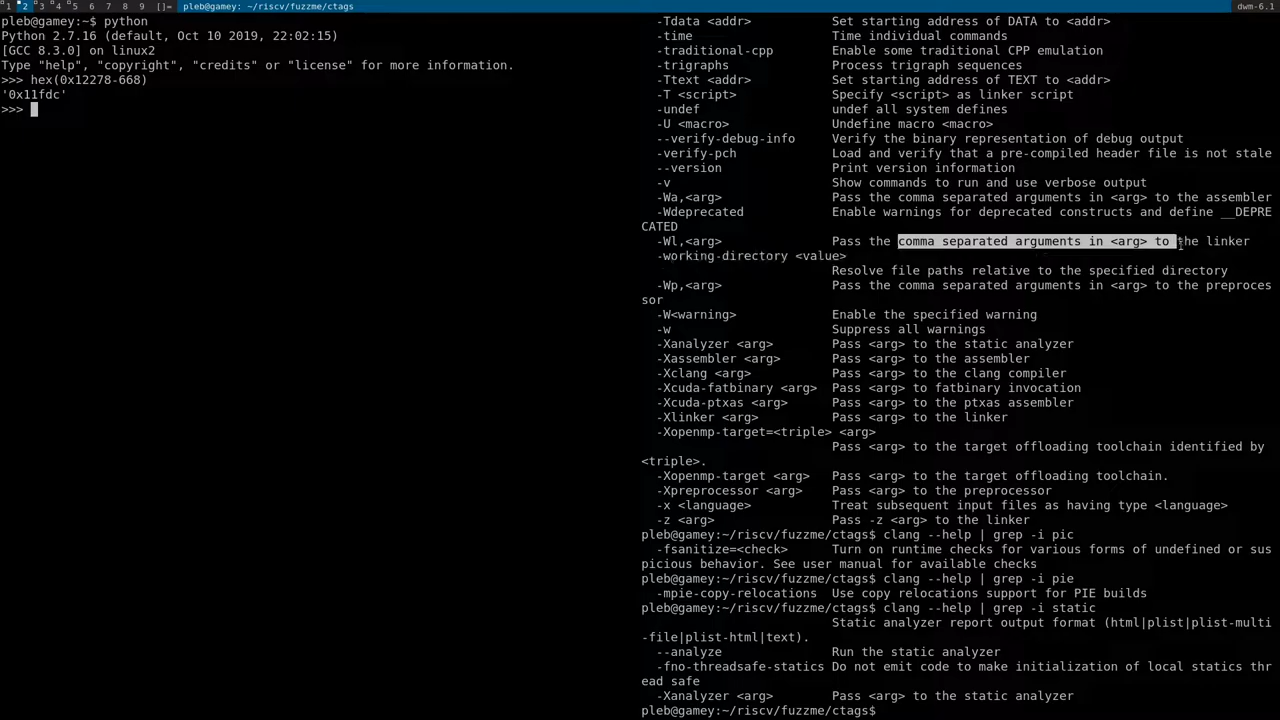 1 2 3 4 5 6 7 8 9 []= pleb@gamey: ~/riscv/fuzzme/ctags dwm-6.1
pleb@gamey:~$ python
Python 2.7.16 (default, Oct 10 2019, 22:02:15)
[GCC 8.3.0] on linux2
Type "help", "copyright", "credits" or "license" for more information.
>>> hex(0x12278-668)
'0x11fdc'
>>>
-Tdata <addr> Set starting address of DATA to <addr>
-time Time individual commands
-traditional-cpp Enable some traditional CPP emulation
-trigraphs Process trigraph sequences
-Ttext <addr> Set starting address of TEXT to <addr>
-T <script> Specify <script> as linker script
-undef undef all system defines
-U <macro> Undefine macro <macro>
--verify-debug-info Verify the binary representation of debug output
-verify-pch Load and verify that a pre-compiled header file is not stale
--version Print version information
-v Show commands to run and use verbose output
-Wa,<arg> Pass the comma separated arguments in <arg> to the assembler
-Wdeprecated Enable warnings for deprecated constructs and define __DEPRE
CATED
-Wl,<arg> Pass the comma separated arguments in <arg> to the linker
-working-directory <value>
Resolve file paths relative to the specified directory
-Wp,<arg> Pass the comma separated arguments in <arg> to the preproces
sor
-W<warning> Enable the specified warning
-w Suppress all warnings
-Xanalyzer <arg> Pass <arg> to the static analyzer
-Xassembler <arg> Pass <arg> to the assembler
-Xclang <arg> Pass <arg> to the clang compiler
-Xcuda-fatbinary <arg> Pass <arg> to fatbinary invocation
-Xcuda-ptxas <arg> Pass <arg> to the ptxas assembler
-Xlinker <arg> Pass <arg> to the linker
-Xopenmp-target=<triple> <arg>
Pass <arg> to the target offloading toolchain identified by
<triple>.
-Xopenmp-target <arg> Pass <arg> to the target offloading toolchain.
-Xpreprocessor <arg> Pass <arg> to the preprocessor
-x <language> Treat subsequent input files as having type <language>
-z <arg> Pass -z <arg> to the linker
pleb@gamey:~/riscv/fuzzme/ctags$ clang --help | grep -i pic
-fsanitize=<check> Turn on runtime checks for various forms of undefined or sus
picious behavior. See user manual for available checks
pleb@gamey:~/riscv/fuzzme/ctags$ clang --help | grep -i pie
-mpie-copy-relocations Use copy relocations support for PIE builds
pleb@gamey:~/riscv/fuzzme/ctags$ clang --help | grep -i static
Static analyzer report output format (html|plist|plist-multi
-file|plist-html|text).
--analyze Run the static analyzer
-fno-threadsafe-statics Do not emit code to make initialization of local statics thr
ead safe
-Xanalyzer <arg> Pass <arg> to the static analyzer
pleb@gamey:~/riscv/fuzzme/ctags$